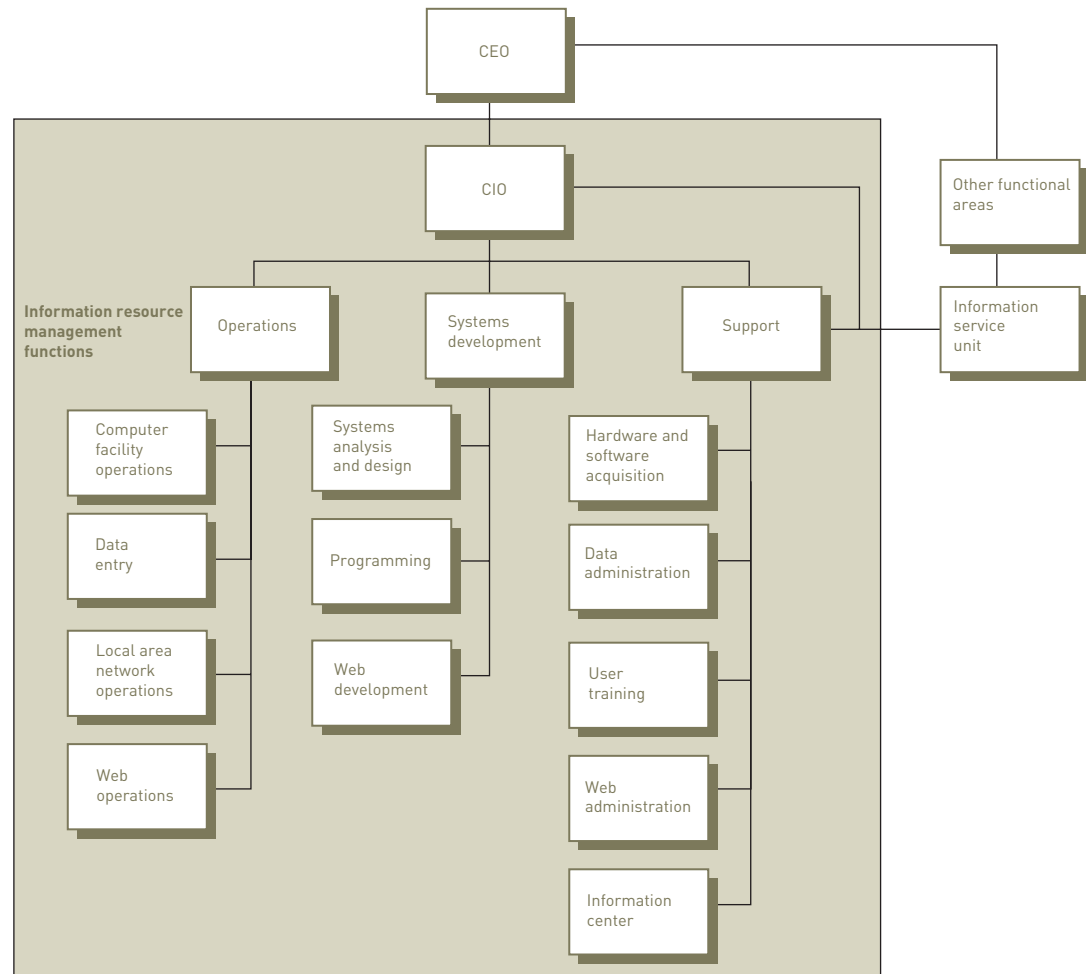 CEO
CIO
Other functional
areas
Information resource
management
functions
Operations
Systems
development
Support
Information
service
unit
Computer
facility
operations
Systems
analysis
and design
Hardware and
software
acquisition
Data
entry
Programming
Data
administration
Local area
network
operations
Web
development
User
training
Web
operations
Web
administration
Information
center